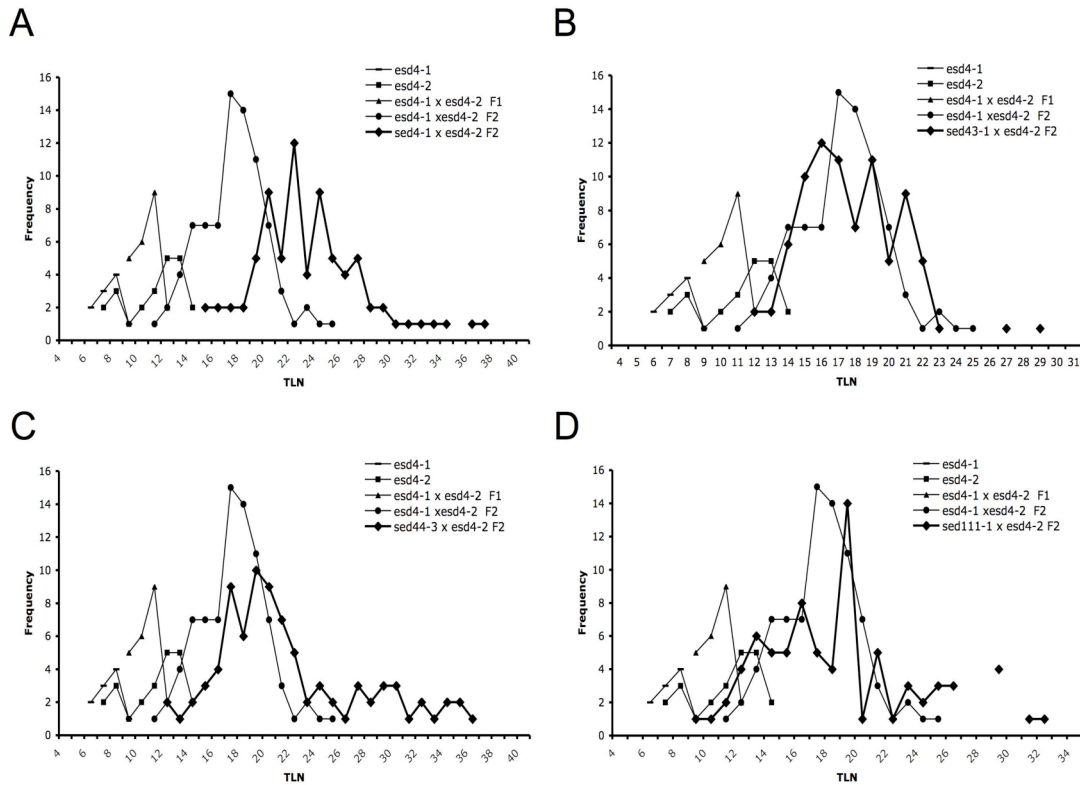 A
esd4-1
esd4-2
esd4-1 x esd4-2 F1
esd4-1 xesd4-2 F2
sed4-1 x esd4-2 F2
Frequency
16
14
12
10
8
6
4
2
0
4 6 8 10 12 14 16 18 20 22 24 26 28 30 32 34 36 38 40
TLN
B
esd4-1
esd4-2
esd4-1 x esd4-2 F1
esd4-1 xesd4-2 F2
sed43-1 x esd4-2 F2
Frequency
16
14
12
10
8
6
4
2
0
4 5 6 7 8 9 10 11 12 13 14 15 16 17 18 19 20 21 22 23 24 25 26 27 28 29 30 31
TLN
C
esd4-1
esd4-2
esd4-1 x esd4-2 F1
esd4-1 xesd4-2 F2
sed44-3 x esd4-2 F2
Frequency
16
14
12
10
8
6
4
2
0
4 6 8 10 12 14 16 18 20 22 24 26 28 30 32 34 36 38 40
TLN
D
esd4-1
esd4-2
esd4-1 x esd4-2 F1
esd4-1 xesd4-2 F2
sed111-1 x esd4-2 F2
Frequency
16
14
12
10
8
6
4
2
0
4 6 8 10 12 14 16 18 20 22 24 26 28 30 32 34
TLN